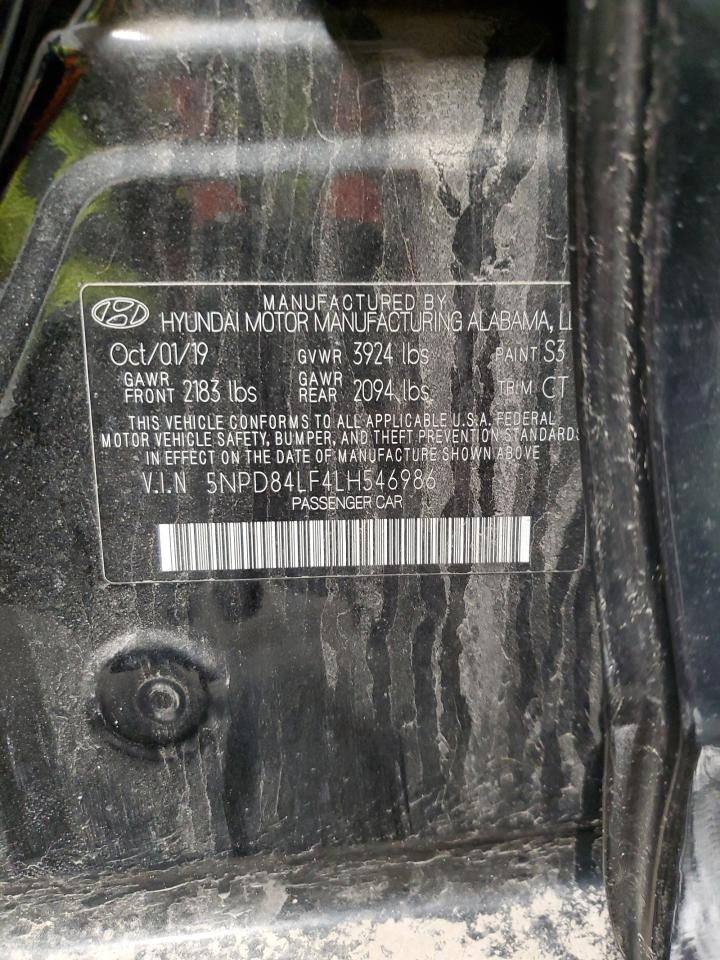 MANUFACTURED BY
HYUNDAI MOTOR MANUFACTURING ALABAMA,
Oct/01/19 GVWR 3924 lbs PAINT S3
GAWR FRONT 2183 lbs GAWR REAR 2094 lbs TRIM CT
THIS VEHICLE CONFORMS TO ALL APPLICABLE U.S.A. FEDERAL
MOTOR VEHICLE SAFETY, BUMPER, AND THEFT PREVENTION STANDARDS
IN EFFECT ON THE DATE OF MANUFACTURE SHOWN ABOVE
V.I.N 5NPD84LF4LH546986
PASSENGER CAR